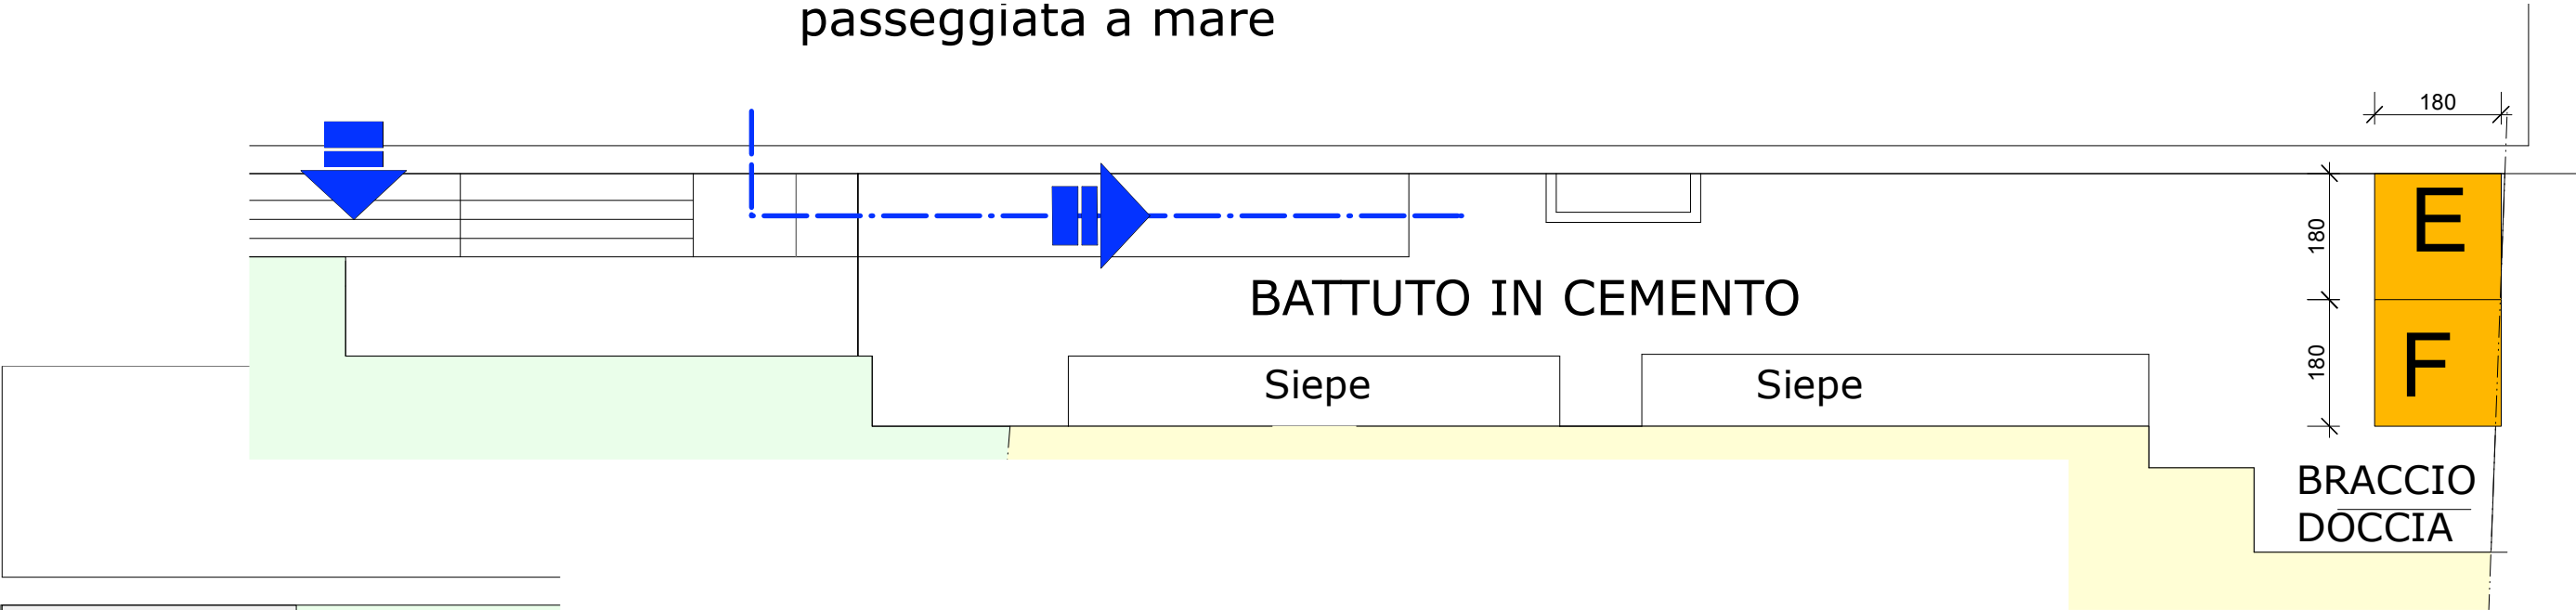 passeggiata a mare
180
E
180
BATTUTO IN CEMENTO
F
180
Siepe
Siepe
BRACCIO
DOCCIA